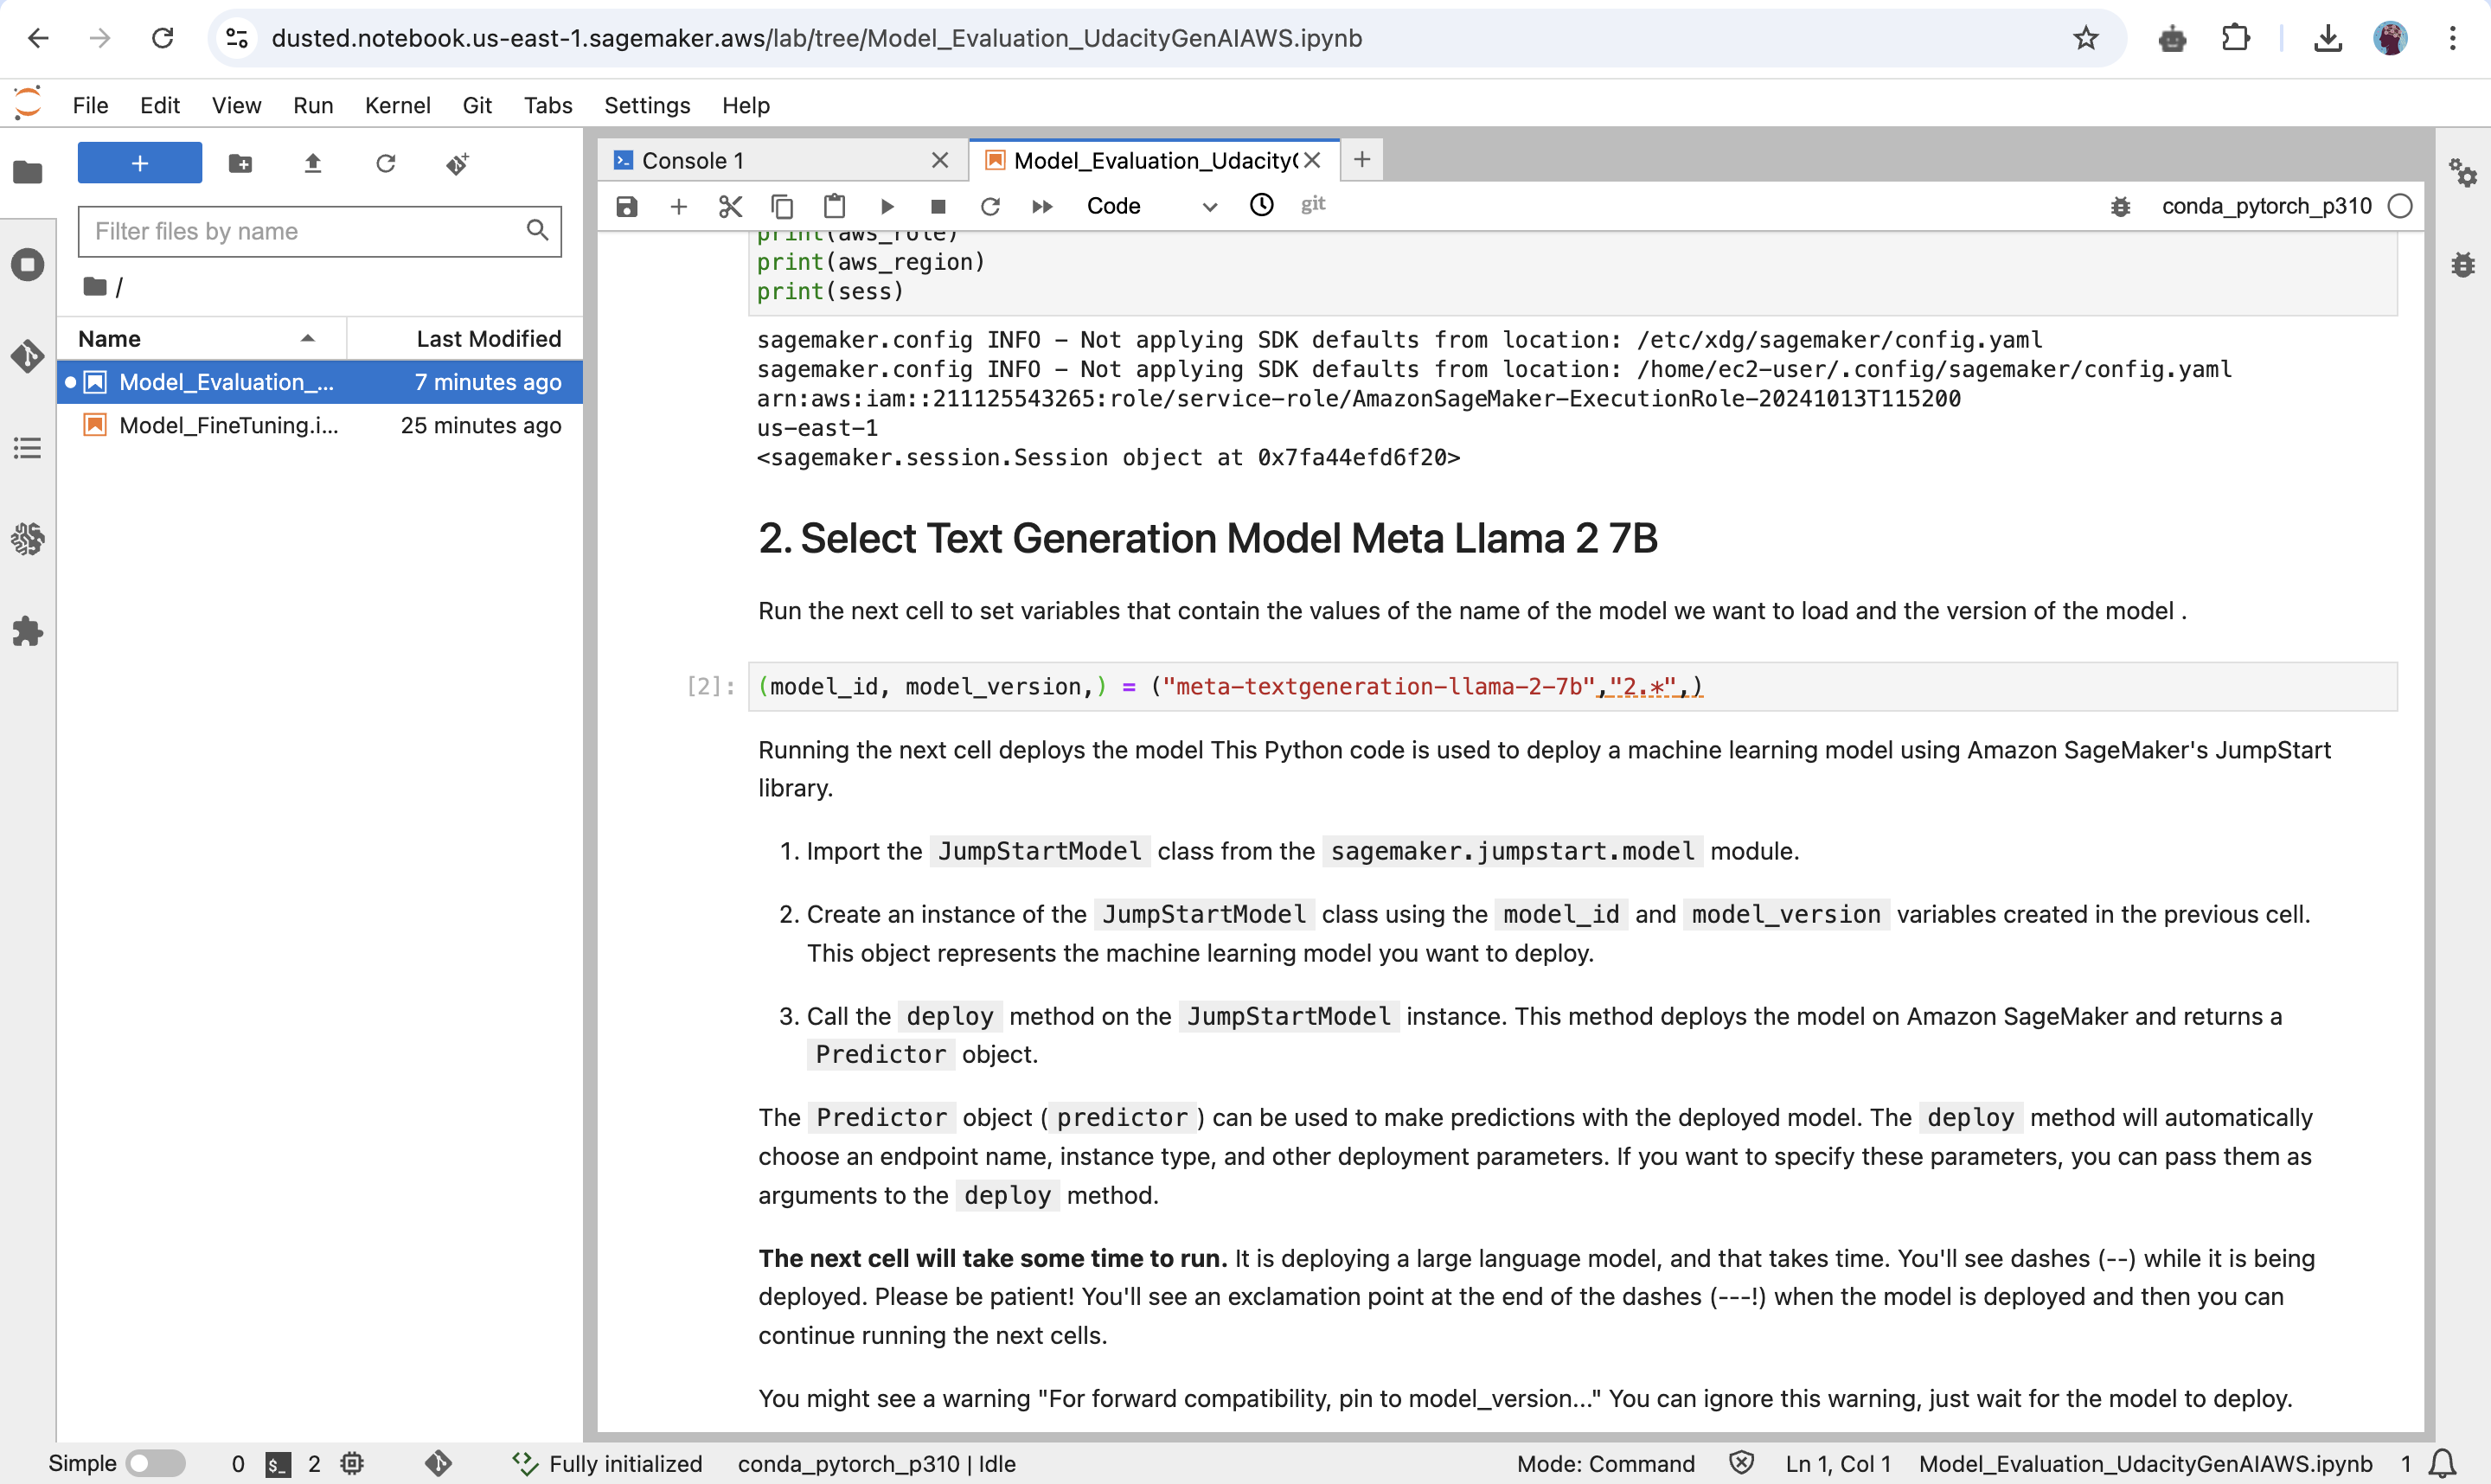 dusted.notebook.us-east-1.sagemaker.aws/lab/tree/Model_Evaluation_UdacityGenAIAWS.ipynb
File Edit View Run Kernel Git Tabs Settings Help
+
Filter files by name
/
Name Last Modified
Model_Evaluation_... 7 minutes ago
Model_FineTuning.i... 25 minutes ago
Console 1
Model_Evaluation_Udacity(
Code
git
conda_pytorch_p310
print(aws_role)
print(aws_region)
print(sess)
sagemaker.config INFO - Not applying SDK defaults from location: /etc/xdg/sagemaker/config.yaml
sagemaker.config INFO - Not applying SDK defaults from location: /home/ec2-user/.config/sagemaker/config.yaml
arn:aws:iam::211125543265:role/service-role/AmazonSageMaker-ExecutionRole-20241013T115200
us-east-1
<sagemaker.session.Session object at 0x7fa44efd6f20>
2. Select Text Generation Model Meta Llama 2 7B
Run the next cell to set variables that contain the values of the name of the model we want to load and the version of the model .
[2]: (model_id, model_version,) = ("meta-textgeneration-llama-2-7b","2.*",)
Running the next cell deploys the model This Python code is used to deploy a machine learning model using Amazon SageMaker's JumpStart
library.
1. Import the JumpStartModel class from the sagemaker.jumpstart.model module.
2. Create an instance of the JumpStartModel class using the model_id and model_version variables created in the previous cell.
This object represents the machine learning model you want to deploy.
3. Call the deploy method on the JumpStartModel instance. This method deploys the model on Amazon SageMaker and returns a
Predictor object.
The Predictor object ( predictor ) can be used to make predictions with the deployed model. The deploy method will automatically
choose an endpoint name, instance type, and other deployment parameters. If you want to specify these parameters, you can pass them as
arguments to the deploy method.
The next cell will take some time to run. It is deploying a large language model, and that takes time. You'll see dashes (--) while it is being
deployed. Please be patient! You'll see an exclamation point at the end of the dashes (---!) when the model is deployed and then you can
continue running the next cells.
You might see a warning "For forward compatibility, pin to model_version..." You can ignore this warning, just wait for the model to deploy.
Simple 0 $_ 2 Fully initialized conda_pytorch_p310 | Idle Mode: Command Ln 1, Col 1 Model_Evaluation_UdacityGenAIAWS.ipynb 1